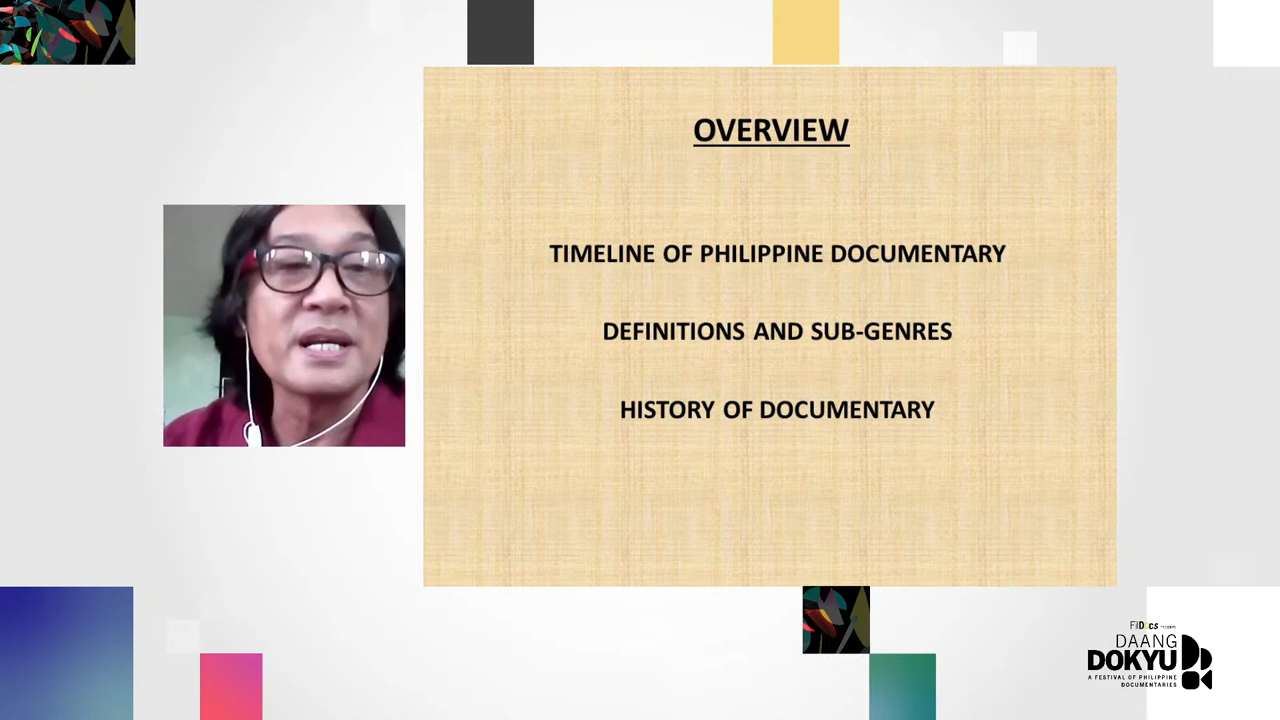 OVERVIEW
TIMELINE OF PHILIPPINE DOCUMENTARY
DEFINITIONS AND SUB-GENRES
HISTORY OF DOCUMENTARY
DAANG
DOKYU
A FESTIVAL OF PHILIPPINE
DOCUMENTARIES